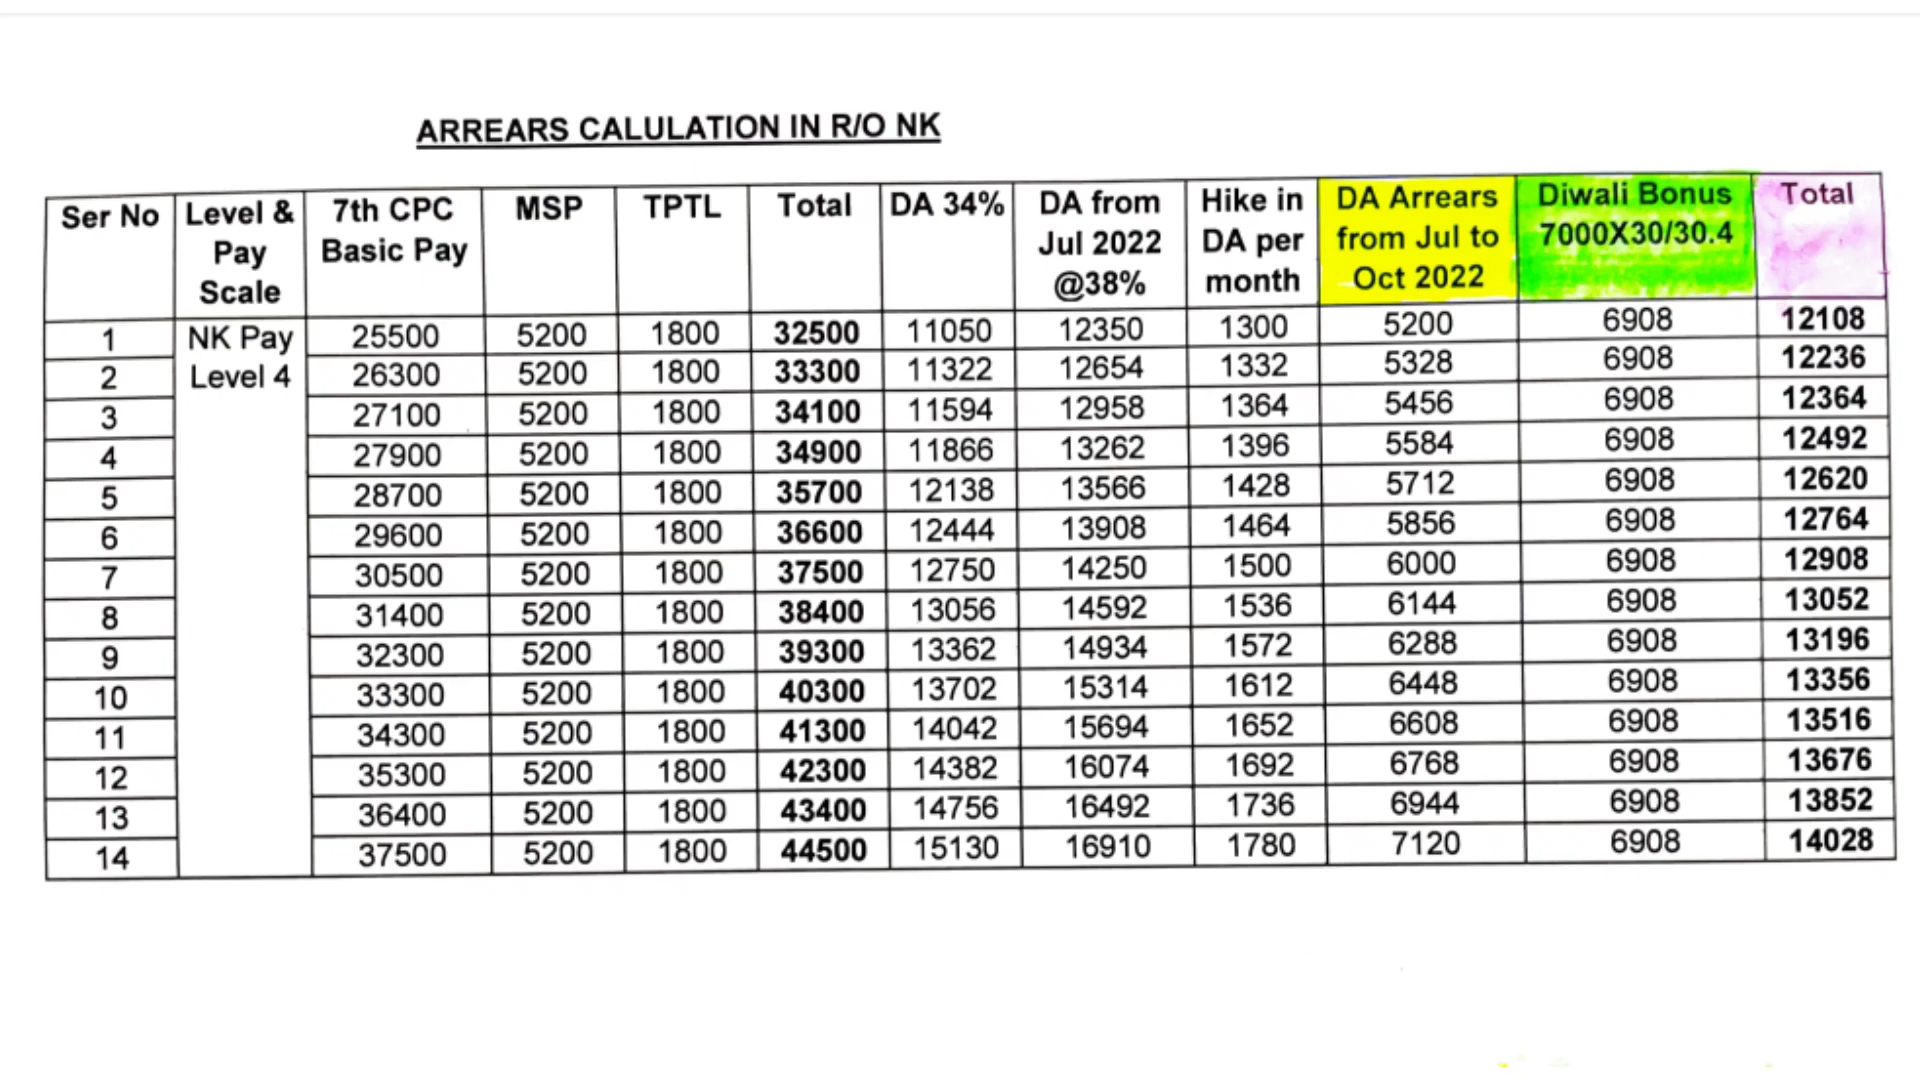 ARREARS CALULATION IN R/O NK
Ser No | Level & Pay Scale | 7th CPC Basic Pay | MSP | TPTL | Total | DA 34% | DA from Jul 2022 @38% | Hike in DA per month | DA Arrears from Jul to Oct 2022 | Diwali Bonus 7000X30/30.4 | Total
1 | NK Pay Level 4 | 25500 | 5200 | 1800 | 32500 | 11050 | 12350 | 1300 | 5200 | 6908 | 12108
2 | 26300 | 5200 | 1800 | 33300 | 11322 | 12654 | 1332 | 5328 | 6908 | 12236
3 | 27100 | 5200 | 1800 | 34100 | 11594 | 12958 | 1364 | 5456 | 6908 | 12364
4 | 27900 | 5200 | 1800 | 34900 | 11866 | 13262 | 1396 | 5584 | 6908 | 12492
5 | 28700 | 5200 | 1800 | 35700 | 12138 | 13566 | 1428 | 5712 | 6908 | 12620
6 | 29600 | 5200 | 1800 | 36600 | 12444 | 13908 | 1464 | 5856 | 6908 | 12764
7 | 30500 | 5200 | 1800 | 37500 | 12750 | 14250 | 1500 | 6000 | 6908 | 12908
8 | 31400 | 5200 | 1800 | 38400 | 13056 | 14592 | 1536 | 6144 | 6908 | 13052
9 | 32300 | 5200 | 1800 | 39300 | 13362 | 14934 | 1572 | 6288 | 6908 | 13196
10 | 33300 | 5200 | 1800 | 40300 | 13702 | 15314 | 1612 | 6448 | 6908 | 13356
11 | 34300 | 5200 | 1800 | 41300 | 14042 | 15694 | 1652 | 6608 | 6908 | 13516
12 | 35300 | 5200 | 1800 | 42300 | 14382 | 16074 | 1692 | 6768 | 6908 | 13676
13 | 36400 | 5200 | 1800 | 43400 | 14756 | 16492 | 1736 | 6944 | 6908 | 13852
14 | 37500 | 5200 | 1800 | 44500 | 15130 | 16910 | 1780 | 7120 | 6908 | 14028